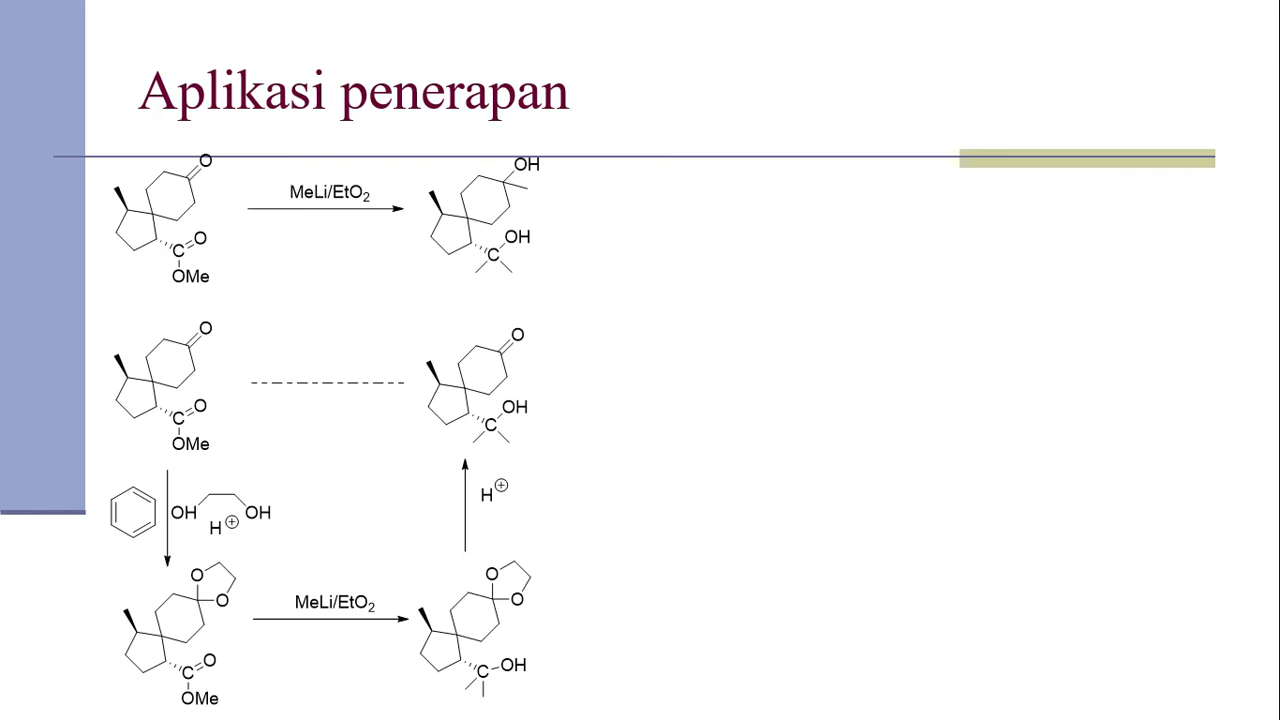 Aplikasi penerapan
O
OH
MeLi/EtO₂
C O
OMe
OH
C
O
O
C O
OMe
OH
C
OH OH
H⊕
H⊕
O
O
O
O
MeLi/EtO₂
C O
OMe
C OH